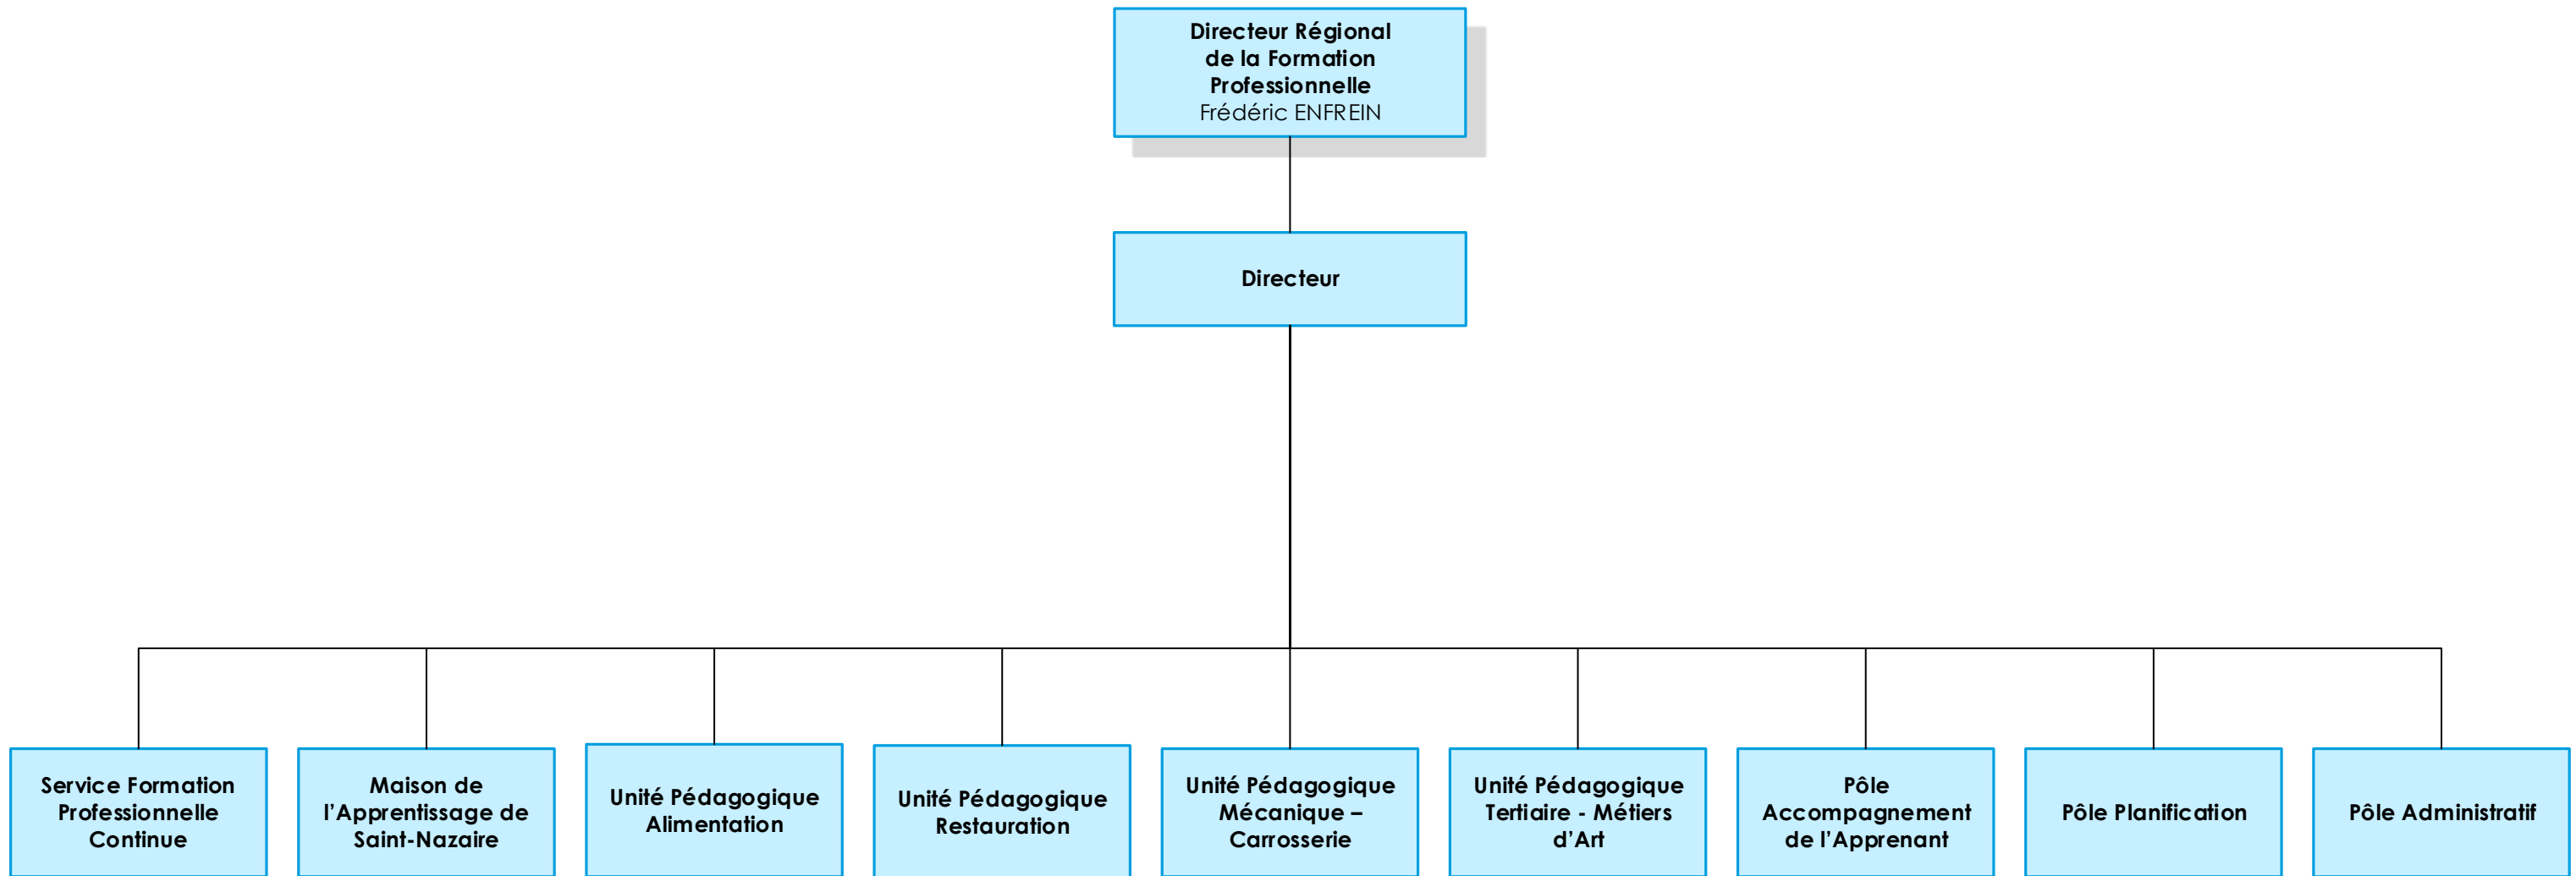 Directeur Régional
de la Formation
Professionnelle
Frédéric ENFREIN
Directeur
Service Formation
Professionnelle
Continue
Maison de
l’Apprentissage de
Saint-Nazaire
Unité Pédagogique
Alimentation
Unité Pédagogique
Restauration
Unité Pédagogique
Mécanique –
Carrosserie
Unité Pédagogique
Tertiaire - Métiers
d’Art
Pôle
Accompagnement
de l’Apprenant
Pôle Planification
Pôle Administratif